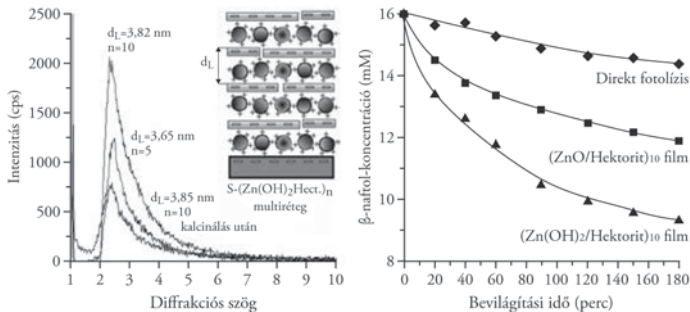 2500
2000
1500
1000
500
0
Intenzitás (cps)
1 2 3 4 5 6 7 8 9 10
Diffrakciós szög
d_L=3,82 nm
n=10
d_L=3,65 nm
n=5
d_L=3,85 nm
n=10
kalcinálás után
d_L
S-(Zn(OH)₂Hect.)ₙ
multiréteg
16
14
12
10
8
β-naftol-koncentráció (mM)
0 20 40 60 80 100 120 140 160 180
Bevilágítási idő (perc)
Direkt fotolízis
(ZnO/Hektorit)₁₀ film
(Zn(OH)₂/Hektorit)₁₀ film